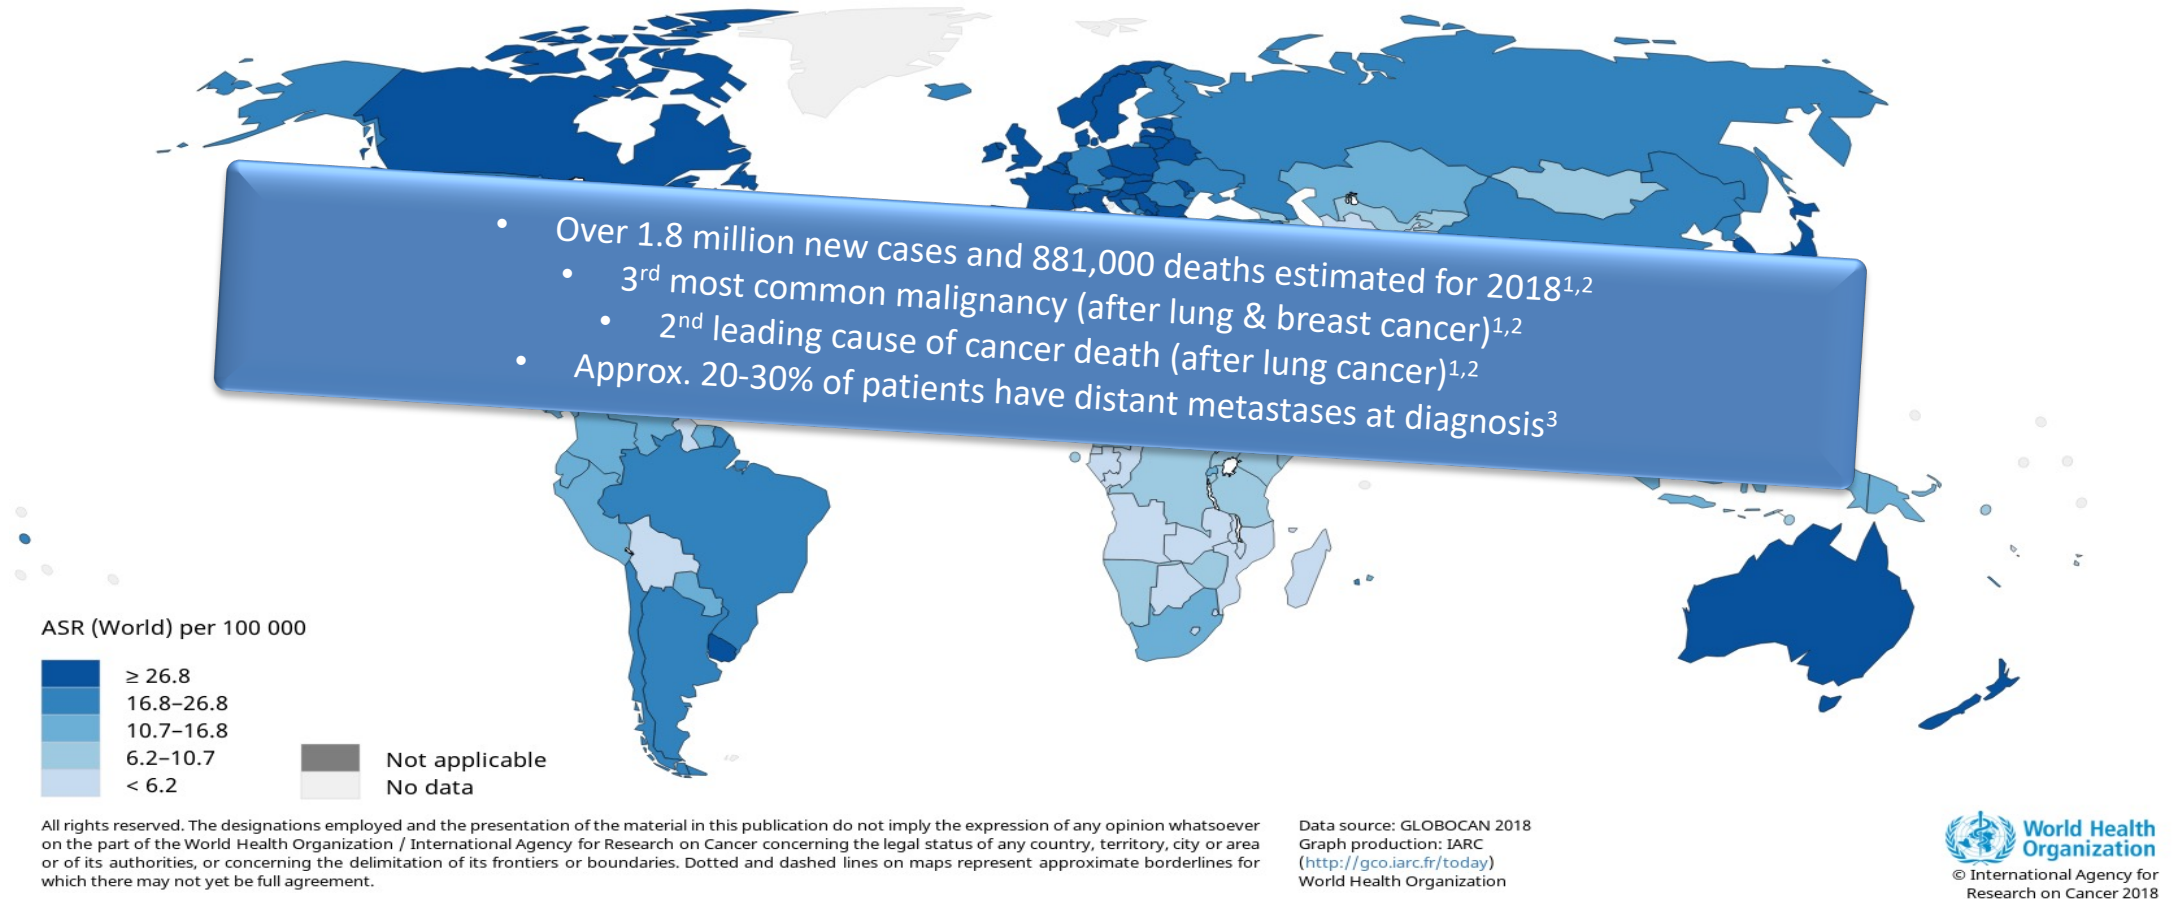 • Over 1.8 million new cases and 881,000 deaths estimated for 2018¹,²
• 3rd most common malignancy (after lung & breast cancer)¹,²
• 2nd leading cause of cancer death (after lung cancer)¹,²
• Approx. 20-30% of patients have distant metastases at diagnosis³
ASR (World) per 100 000
≥ 26.8
16.8–26.8
10.7–16.8
6.2–10.7
< 6.2
Not applicable
No data
All rights reserved. The designations employed and the presentation of the material in this publication do not imply the expression of any opinion whatsoever
on the part of the World Health Organization / International Agency for Research on Cancer concerning the legal status of any country, territory, city or area
or of its authorities, or concerning the delimitation of its frontiers or boundaries. Dotted and dashed lines on maps represent approximate borderlines for
which there may not yet be full agreement.
Data source: GLOBOCAN 2018
Graph production: IARC
(http://gco.iarc.fr/today)
World Health Organization
World Health
Organization
© International Agency for
Research on Cancer 2018